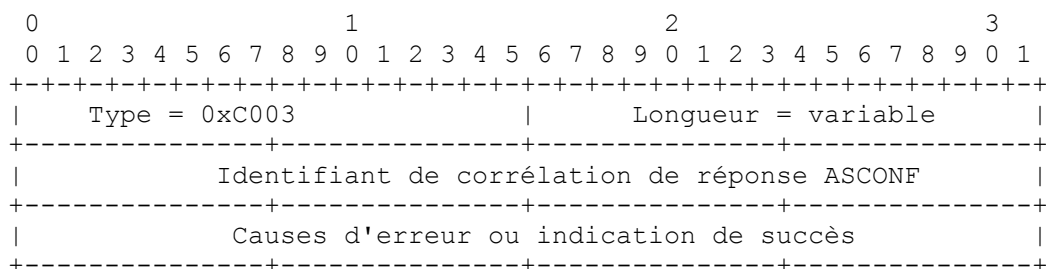 0 1 2 3
0 1 2 3 4 5 6 7 8 9 0 1 2 3 4 5 6 7 8 9 0 1 2 3 4 5 6 7 8 9 0 1
+-+-+-+-+-+-+-+-+-+-+-+-+-+-+-+-+-+-+-+-+-+-+-+-+-+-+-+-+-+-+-+-+
| Type = 0xC003 | Longueur = variable |
+---------------+---------------+---------------+---------------+
| Identifiant de corrélation de réponse ASCONF |
+---------------+---------------+---------------+---------------+
| Causes d'erreur ou indication de succès |
+---------------+---------------+---------------+---------------+